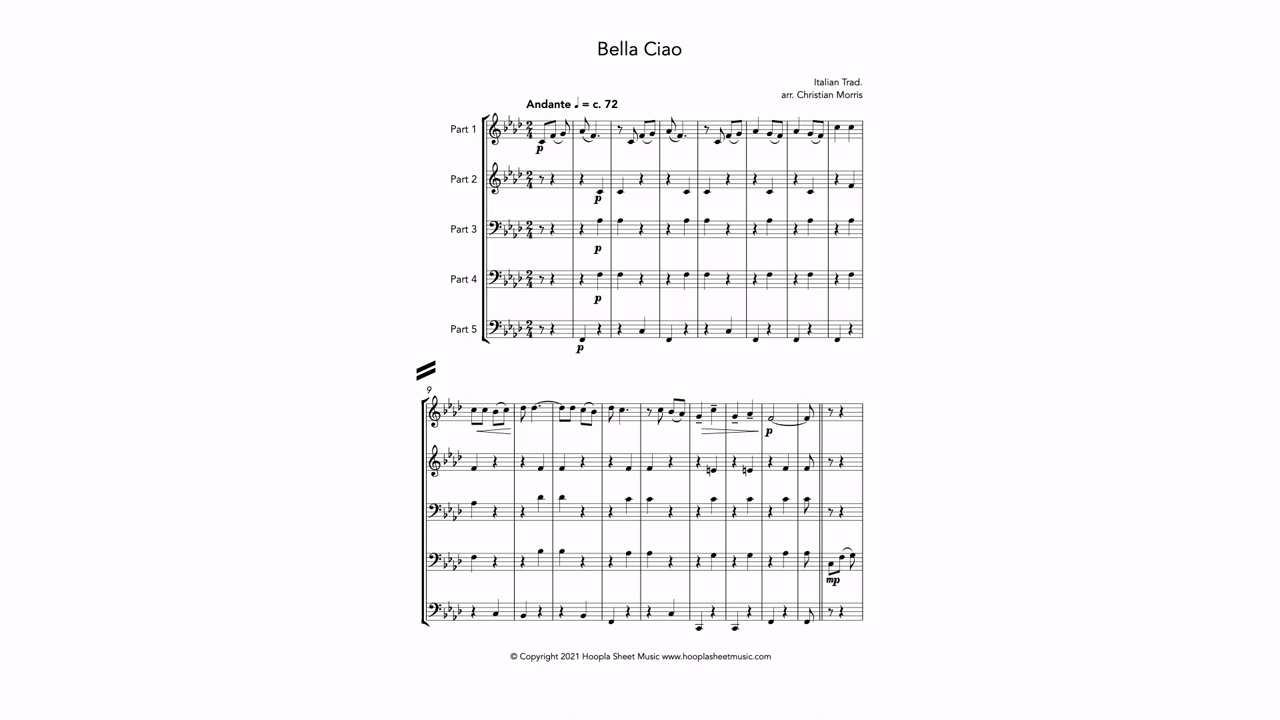 Bella Ciao
Italian Trad.
arr. Christian Morris
Andante ♩ = c. 72
Part 1
p
Part 2
p
Part 3
p
Part 4
p
Part 5
p
9
p
mp
© Copyright 2021 Hoopla Sheet Music www.hooplasheetmusic.com